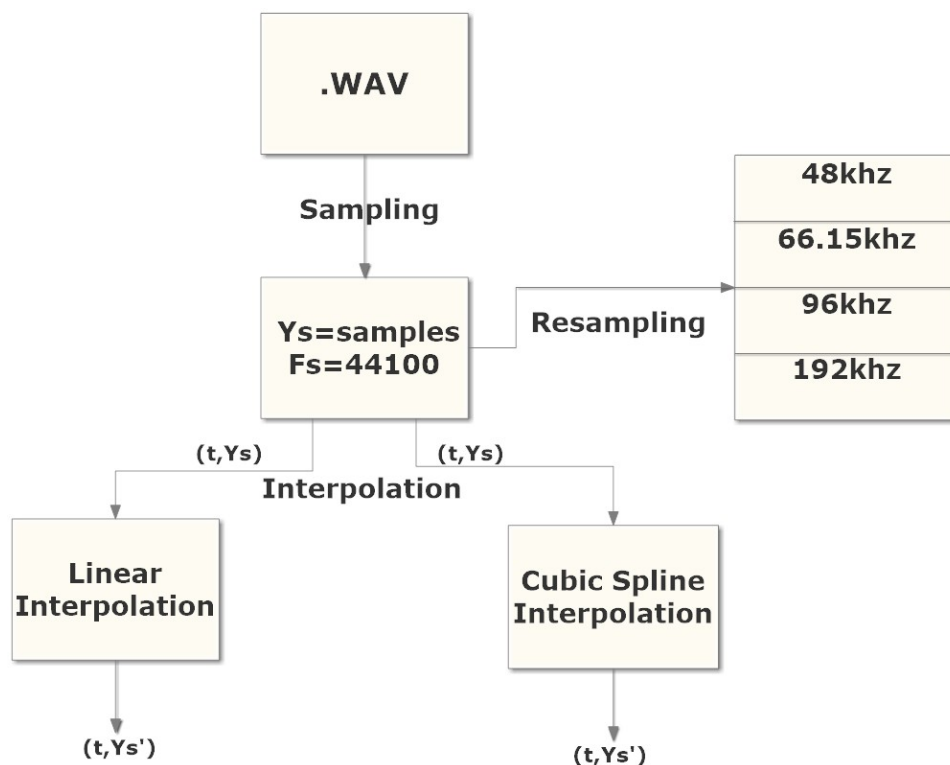 .WAV
Sampling
48khz
66.15khz
96khz
192khz
Ys=samples
Fs=44100
Resampling
(t,Ys)
(t,Ys)
Interpolation
Linear
Interpolation
Cubic Spline
Interpolation
(t,Ys')
(t,Ys')